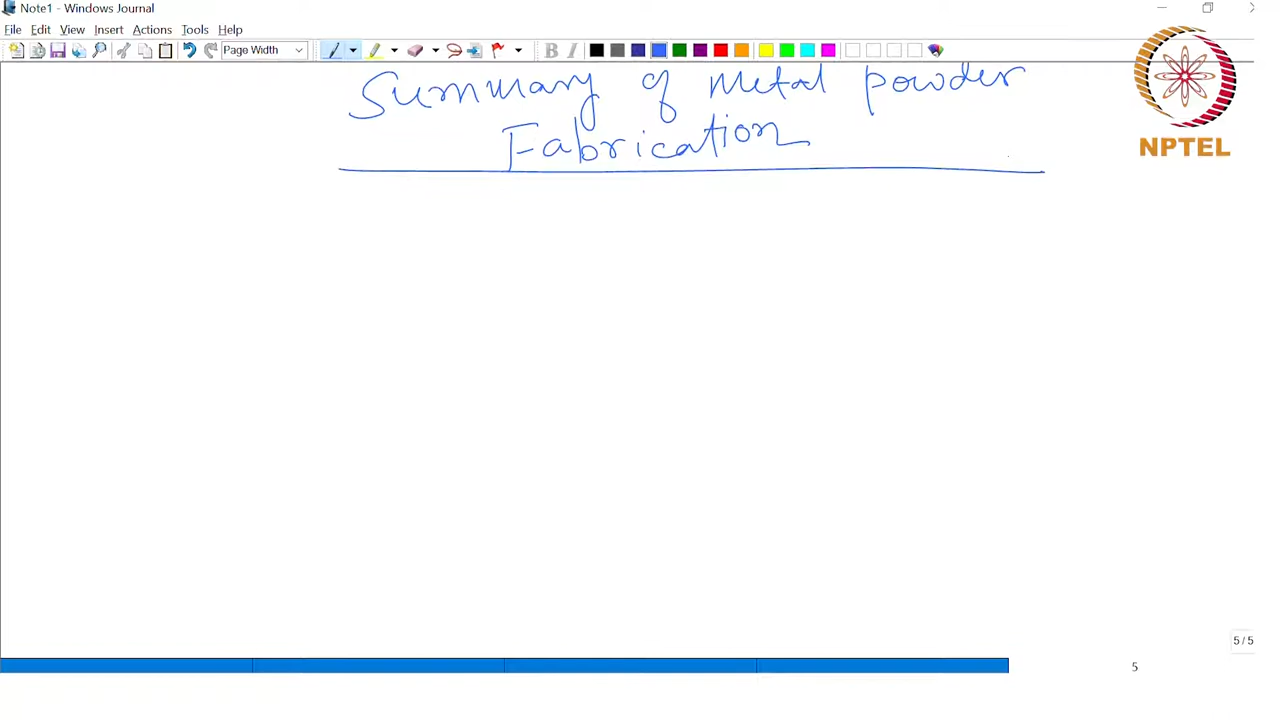 Note1 - Windows Journal
File Edit View Insert Actions Tools Help
Page Width
B I
Summary of Metal powder
Fabrication
NPTEL
5 / 5
5